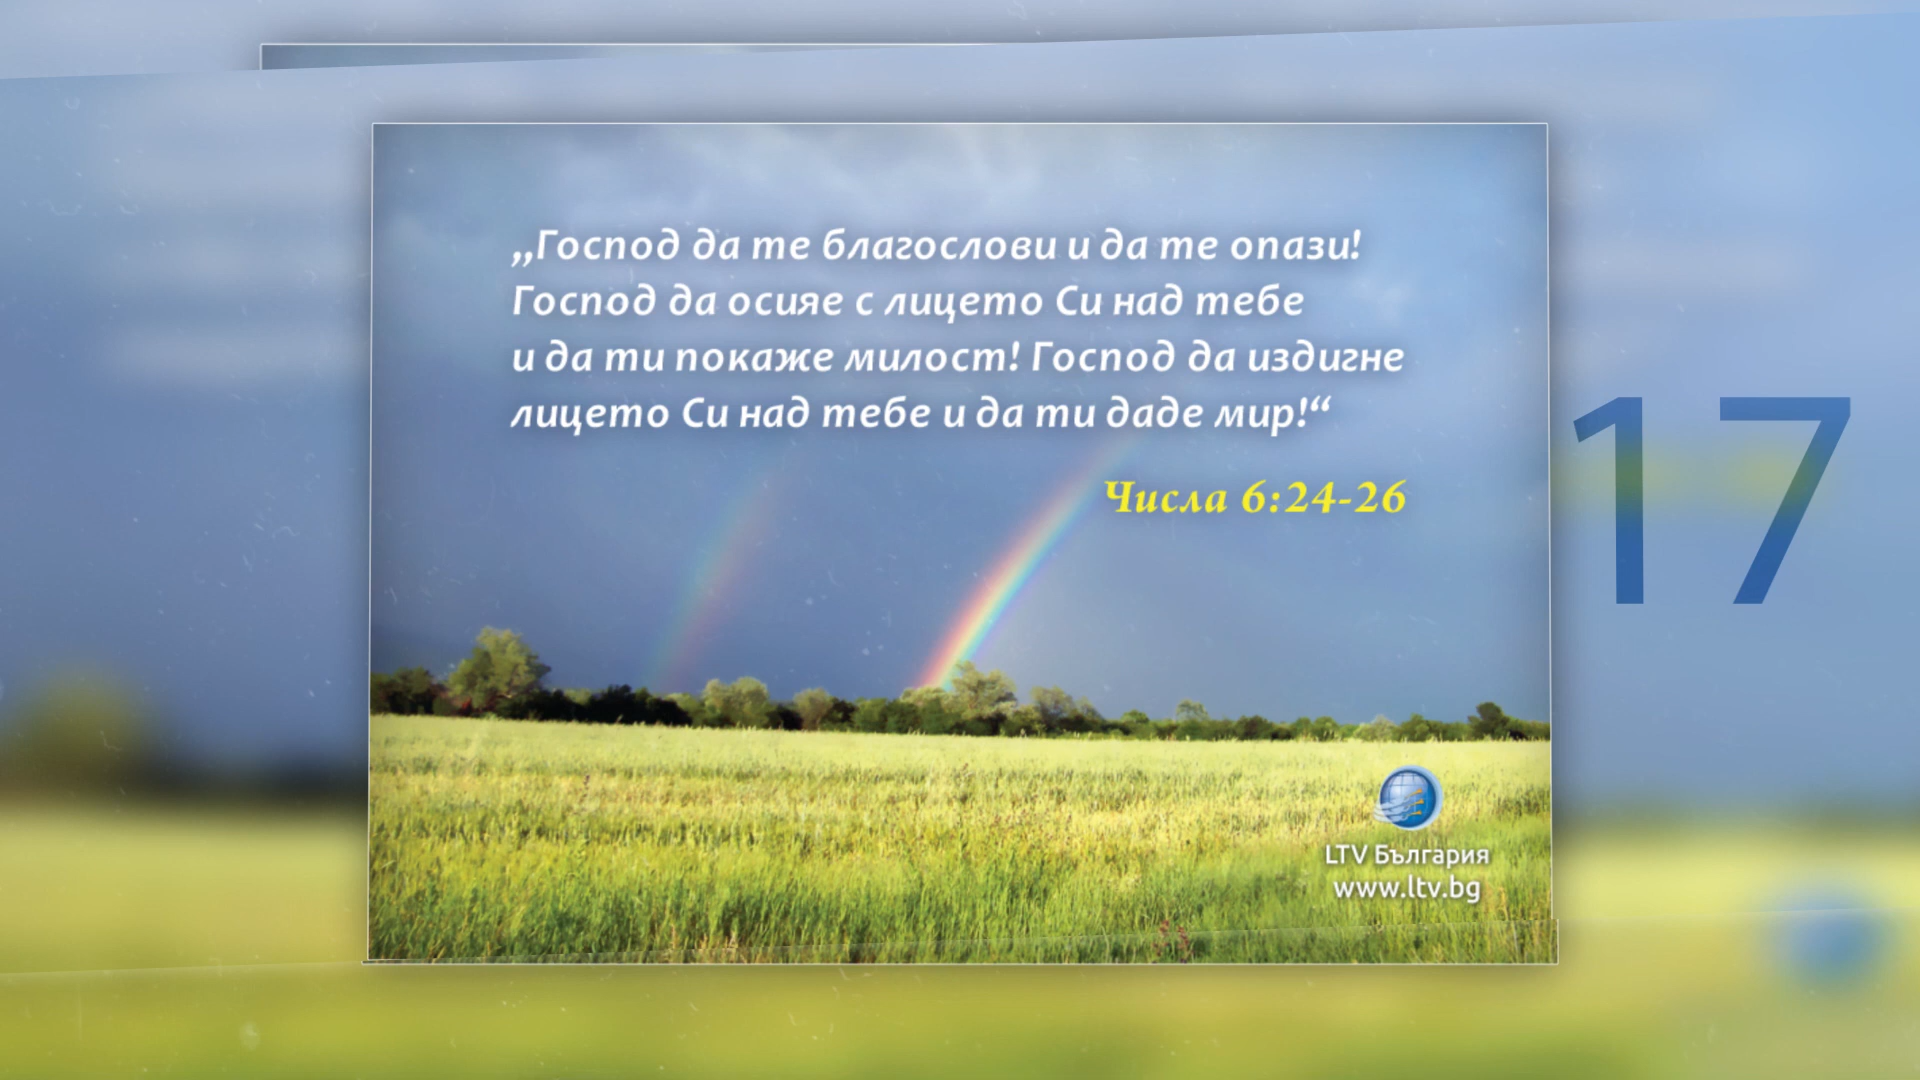 „Господ да те благослови и да те опази!
Господ да осияе с лицето Си над тебе
и да ти покаже милост! Господ да издигне
лицето Си над тебе и да ти даде мир!“
Числа 6:24-26
17
LTV България
www.ltv.bg